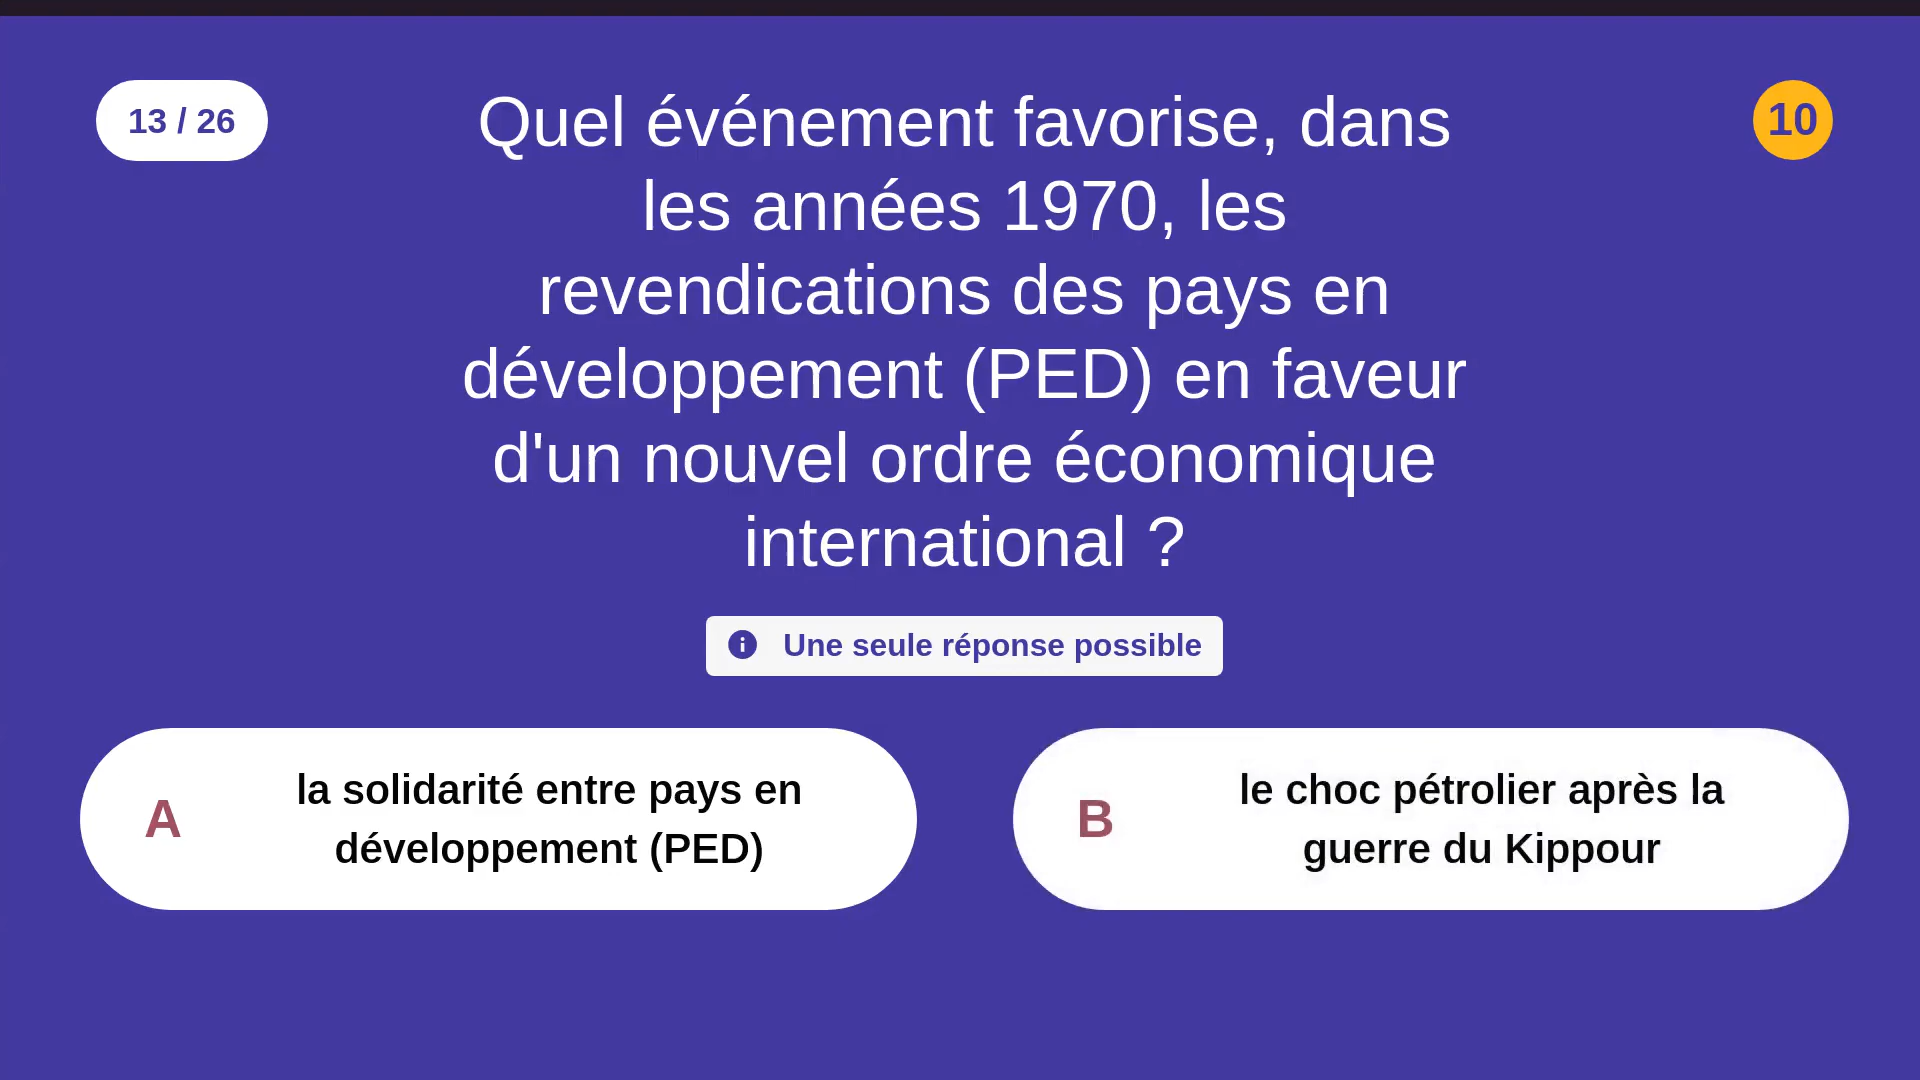 13 / 26
Quel événement favorise, dans
les années 1970, les
revendications des pays en
développement (PED) en faveur
d'un nouvel ordre économique
international ?
10
Une seule réponse possible
A
la solidarité entre pays en
développement (PED)
B
le choc pétrolier après la
guerre du Kippour